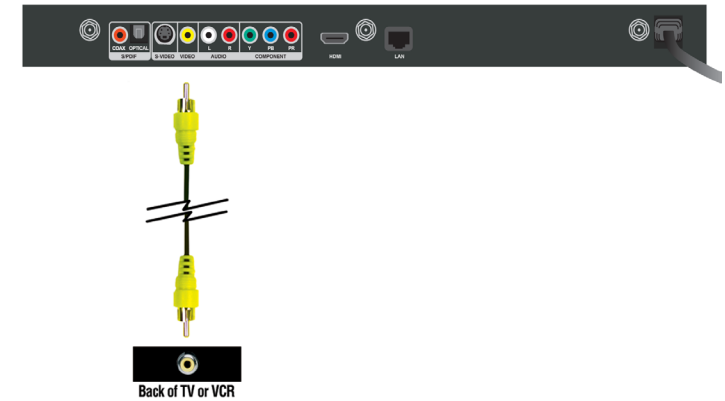 COAX OPTICAL
S/PDIF
S-VIDEO
VIDEO
L R
AUDIO
Y PB PR
COMPONENT
HDMI
LAN
Back of TV or VCR